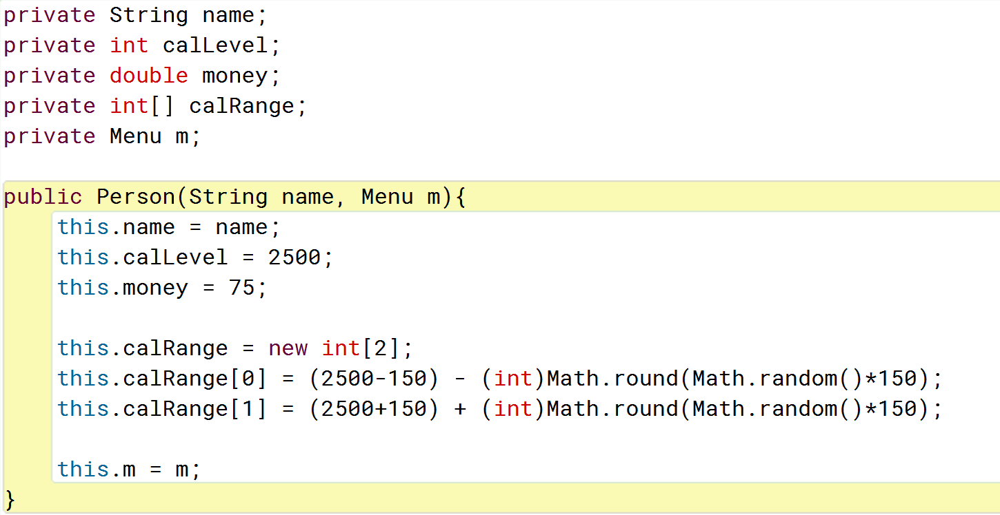 private String name;
private int calLevel;
private double money;
private int[] calRange;
private Menu m;

public Person(String name, Menu m){
    this.name = name;
    this.calLevel = 2500;
    this.money = 75;

    this.calRange = new int[2];
    this.calRange[0] = (2500-150) - (int)Math.round(Math.random()*150);
    this.calRange[1] = (2500+150) + (int)Math.round(Math.random()*150);

    this.m = m;
}